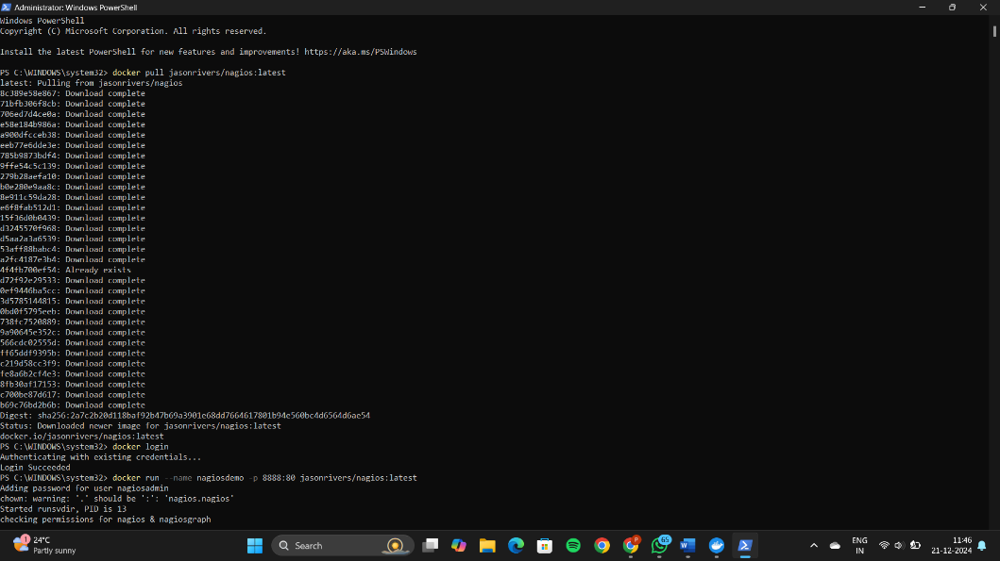 Administrator: Windows PowerShell
Windows PowerShell
Copyright (C) Microsoft Corporation. All rights reserved.
Install the latest PowerShell for new features and improvements! https://aka.ms/PSWindows
PS C:\WINDOWS\system32> docker pull jasonrivers/nagios:latest
latest: Pulling from jasonrivers/nagios
8c389e58e867: Download complete
71bfb306f8cb: Download complete
706ed7d4ce0a: Download complete
e58e184b986a: Download complete
a900dfcceb38: Download complete
eeb77e6dde3e: Download complete
785b9873bdf4: Download complete
9ffe54c5c139: Download complete
279b28aefa10: Download complete
b0e280e9aa8c: Download complete
8e911c59da28: Download complete
e6f8fab512d1: Download complete
15f36d0b0439: Download complete
d3245570f968: Download complete
d5aa2a3a6539: Download complete
53aff88babc4: Download complete
a2fc4187e3b4: Download complete
4f4fb700ef54: Already exists
d72f92e29533: Download complete
0ef9446ba5cc: Download complete
3d5785144815: Download complete
0bd0f5795eeb: Download complete
738fc7520889: Download complete
9a90645e352c: Download complete
566cdc02555d: Download complete
ff65ddf9395b: Download complete
c219d58cc3f9: Download complete
fe8a6b2cf4e3: Download complete
8fb30af17153: Download complete
c700be87d617: Download complete
b69c76bd2b6b: Download complete
Digest: sha256:2a7c2b20d118baf92b47b69a3901e68dd7664617801b94e560bc4d6564d6ae54
Status: Downloaded newer image for jasonrivers/nagios:latest
docker.io/jasonrivers/nagios:latest
PS C:\WINDOWS\system32> docker login
Authenticating with existing credentials...
Login Succeeded
PS C:\WINDOWS\system32> docker run --name nagiosdemo -p 8888:80 jasonrivers/nagios:latest
Adding password for user nagiosadmin
chown: warning: '.' should be ':': 'nagios.nagios'
Started runsvdir, PID is 13
checking permissions for nagios & nagiosgraph
1
24°C
Partly sunny
Search
P
65
ENG
IN
11:46
21-12-2024